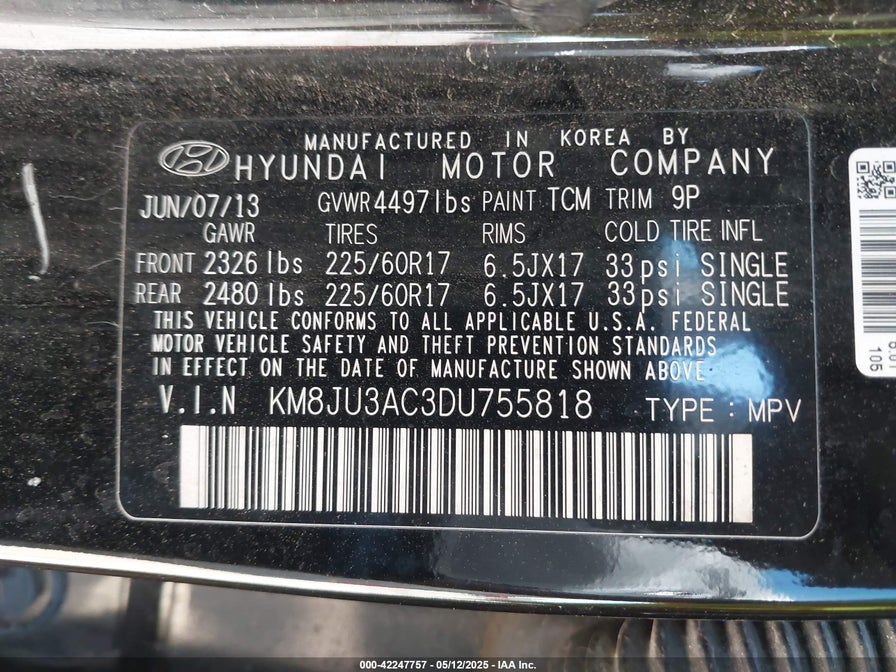 MANUFACTURED IN KOREA BY
HYUNDAI MOTOR COMPANY
JUN/07/13 GVWR 4497lbs PAINT TCM TRIM 9P
GAWR TIRES RIMS COLD TIRE INFL
FRONT 2326 lbs 225/60R17 6.5JX17 33psi SINGLE
REAR 2480 lbs 225/60R17 6.5JX17 33psi SINGLE
THIS VEHICLE CONFORMS TO ALL APPLICABLE U.S.A. FEDERAL
MOTOR VEHICLE SAFETY AND THEFT PREVENTION STANDARDS
IN EFFECT ON THE DATE OF MANUFACTURE SHOWN ABOVE
V.I.N KM8JU3AC3DU755818 TYPE : MPV
105
000-42247757 - 05/12/2025 - IAA Inc.